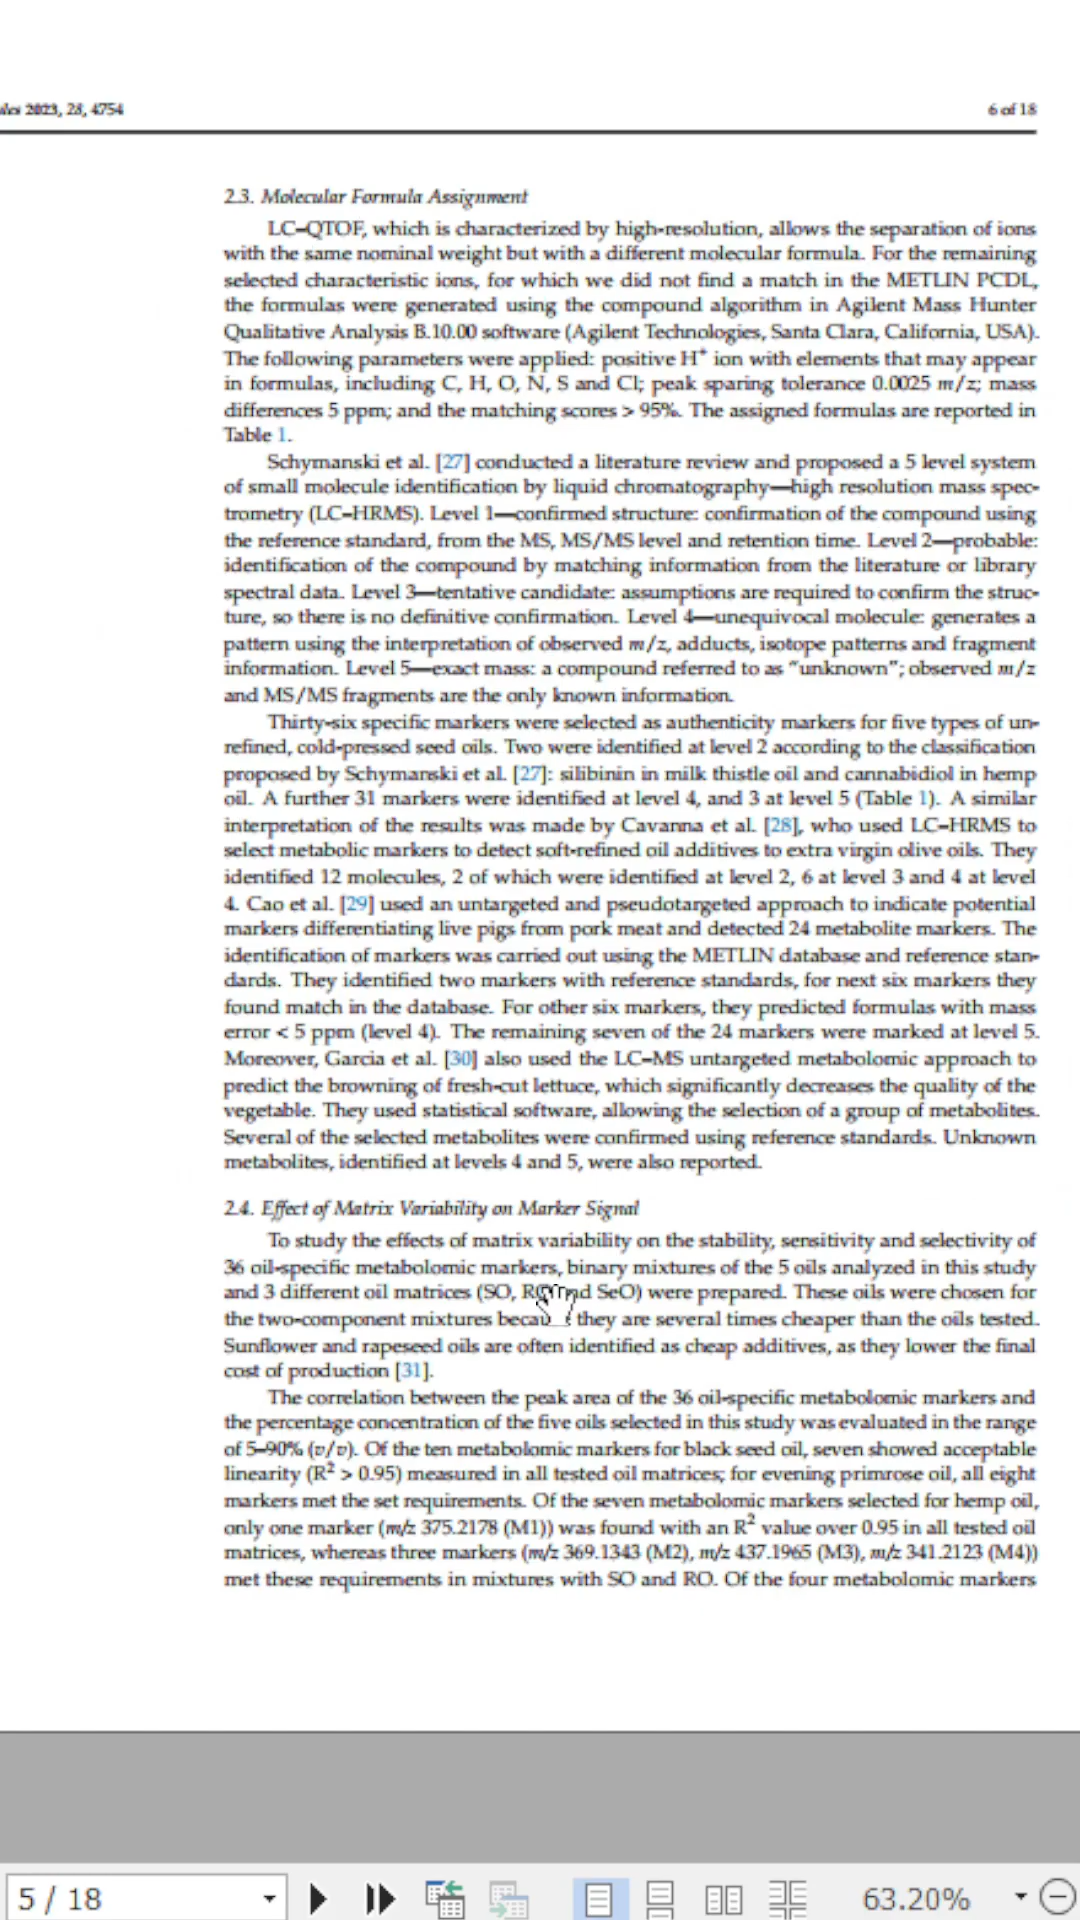 ules 2023, 28, 4754
6 of 18
2.3. Molecular Formula Assignment
LC–QTOF, which is characterized by high-resolution, allows the separation of ions
with the same nominal weight but with a different molecular formula. For the remaining
selected characteristic ions, for which we did not find a match in the METLIN PCDL,
the formulas were generated using the compound algorithm in Agilent Mass Hunter
Qualitative Analysis B.10.00 software (Agilent Technologies, Santa Clara, California, USA).
The following parameters were applied: positive H⁺ ion with elements that may appear
in formulas, including C, H, O, N, S and Cl; peak sparing tolerance 0.0025 m/z; mass
differences 5 ppm; and the matching scores > 95%. The assigned formulas are reported in
Table 1.
Schymanski et al. [27] conducted a literature review and proposed a 5 level system
of small molecule identification by liquid chromatography—high resolution mass spec-
trometry (LC–HRMS). Level 1—confirmed structure: confirmation of the compound using
the reference standard, from the MS, MS/MS level and retention time. Level 2—probable:
identification of the compound by matching information from the literature or library
spectral data. Level 3—tentative candidate: assumptions are required to confirm the struc-
ture, so there is no definitive confirmation. Level 4—unequivocal molecule: generates a
pattern using the interpretation of observed m/z, adducts, isotope patterns and fragment
information. Level 5—exact mass: a compound referred to as “unknown”; observed m/z
and MS/MS fragments are the only known information.
Thirty-six specific markers were selected as authenticity markers for five types of un-
refined, cold-pressed seed oils. Two were identified at level 2 according to the classification
proposed by Schymanski et al. [27]: silibinin in milk thistle oil and cannabidiol in hemp
oil. A further 31 markers were identified at level 4, and 3 at level 5 (Table 1). A similar
interpretation of the results was made by Cavanna et al. [28], who used LC–HRMS to
select metabolic markers to detect soft-refined oil additives to extra virgin olive oils. They
identified 12 molecules, 2 of which were identified at level 2, 6 at level 3 and 4 at level
4. Cao et al. [29] used an untargeted and pseudotargeted approach to indicate potential
markers differentiating live pigs from pork meat and detected 24 metabolite markers. The
identification of markers was carried out using the METLIN database and reference stan-
dards. They identified two markers with reference standards, for next six markers they
found match in the database. For other six markers, they predicted formulas with mass
error < 5 ppm (level 4). The remaining seven of the 24 markers were marked at level 5.
Moreover, Garcia et al. [30] also used the LC–MS untargeted metabolomic approach to
predict the browning of fresh-cut lettuce, which significantly decreases the quality of the
vegetable. They used statistical software, allowing the selection of a group of metabolites.
Several of the selected metabolites were confirmed using reference standards. Unknown
metabolites, identified at levels 4 and 5, were also reported.
2.4. Effect of Matrix Variability on Marker Signal
To study the effects of matrix variability on the stability, sensitivity and selectivity of
36 oil-specific metabolomic markers, binary mixtures of the 5 oils analyzed in this study
and 3 different oil matrices (SO, RO and SeO) were prepared. These oils were chosen for
the two-component mixtures because they are several times cheaper than the oils tested.
Sunflower and rapeseed oils are often identified as cheap additives, as they lower the final
cost of production [31].
The correlation between the peak area of the 36 oil-specific metabolomic markers and
the percentage concentration of the five oils selected in this study was evaluated in the range
of 5–90% (v/v). Of the ten metabolomic markers for black seed oil, seven showed acceptable
linearity (R² > 0.95) measured in all tested oil matrices; for evening primrose oil, all eight
markers met the set requirements. Of the seven metabolomic markers selected for hemp oil,
only one marker (m/z 375.2178 (M1)) was found with an R² value over 0.95 in all tested oil
matrices, whereas three markers (m/z 369.1343 (M2), m/z 437.1965 (M3), m/z 341.2123 (M4))
met these requirements in mixtures with SO and RO. Of the four metabolomic markers
5 / 18
63.20%